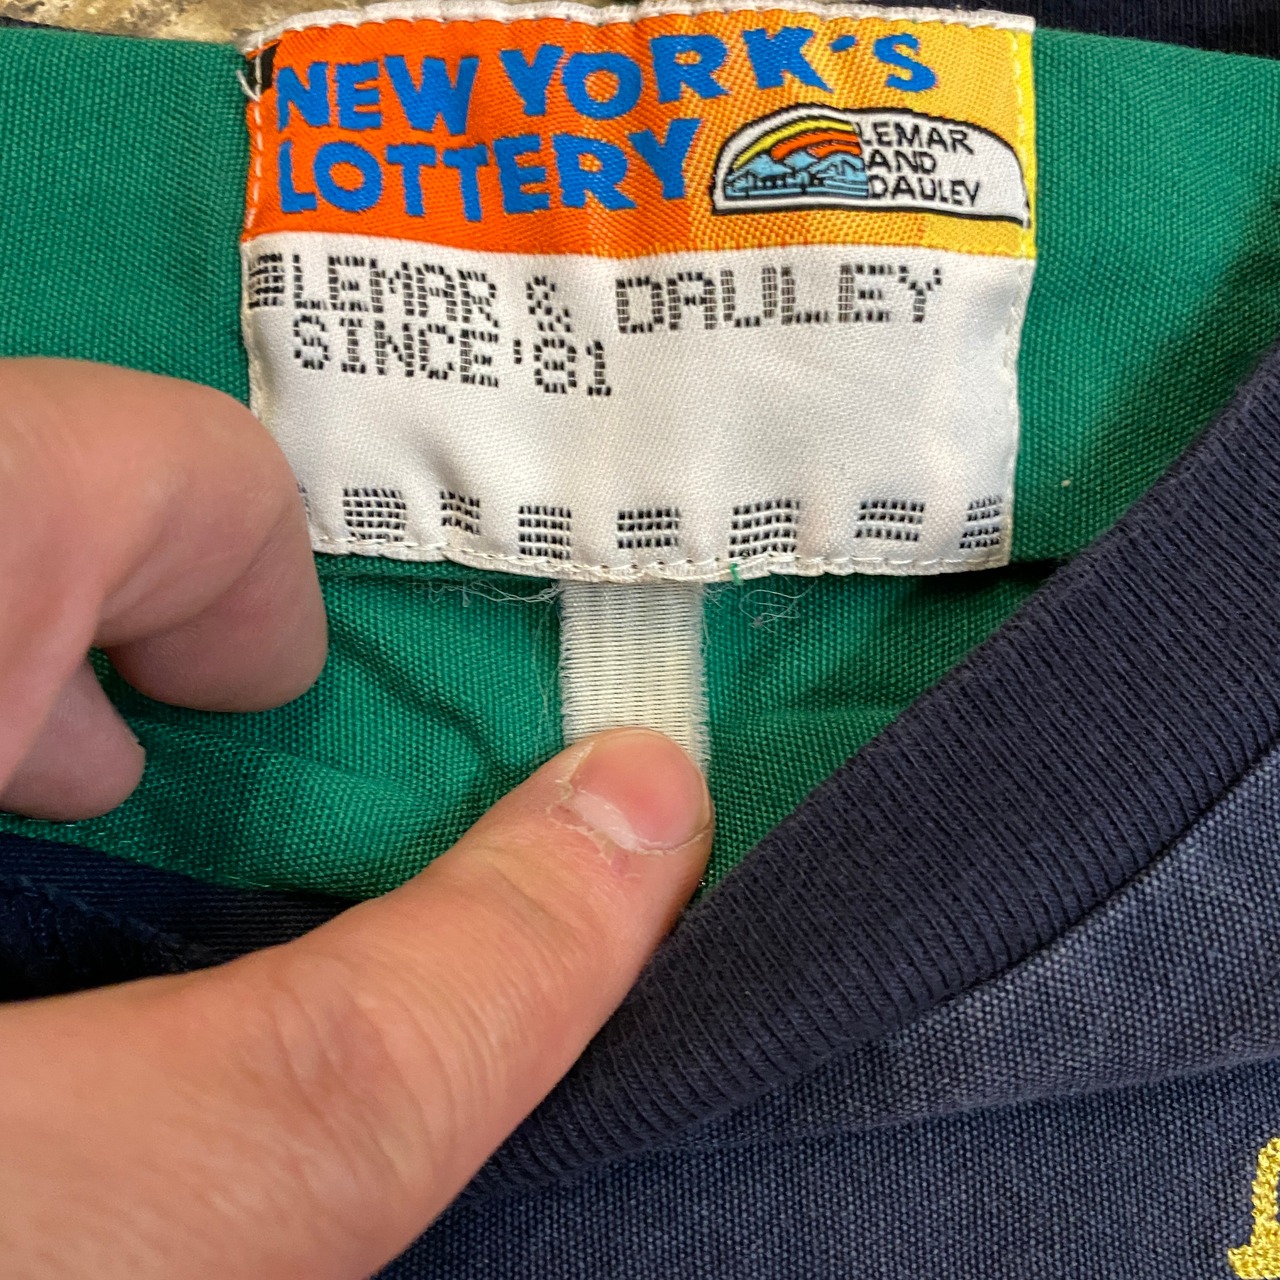 NEW YORK'S
LOTTERY
LEMAR
AND
DAULEY
LEMAR & DAULEY
SINCE '81